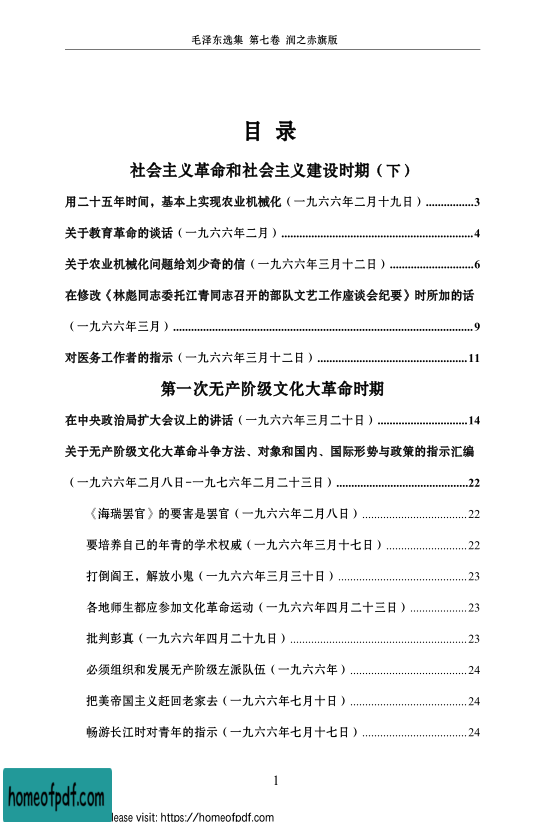 毛泽东选集 第七卷 润之赤旗版
目 录
社会主义革命和社会主义建设时期（下）
用二十五年时间，基本上实现农业机械化（一九六六年二月十九日）................3
关于教育革命的谈话（一九六六年二月）................................................................4
关于农业机械化问题给刘少奇的信（一九六六年三月十二日）............................6
在修改《林彪同志委托江青同志召开的部队文艺工作座谈会纪要》时所加的话
（一九六六年三月）....................................................................................................9
对医务工作者的指示（一九六六年三月十二日）..................................................11
第一次无产阶级文化大革命时期
在中央政治局扩大会议上的讲话（一九六六年三月二十日）..............................14
关于无产阶级文化大革命斗争方法、对象和国内、国际形势与政策的指示汇编
（一九六六年二月八日-一九七六年二月二十三日）............................................22
《海瑞罢官》的要害是罢官（一九六六年二月八日）...................................22
要培养自己的年青的学术权威（一九六六年三月十七日）...........................22
打倒阎王，解放小鬼（一九六六年三月三十日）...........................................23
各地师生都应参加文化革命运动（一九六六年四月二十三日）...................23
批判彭真（一九六六年四月二十九日）...........................................................23
必须组织和发展无产阶级左派队伍（一九六六年）.......................................24
把美帝国主义赶回老家去（一九六六年七月十日）.......................................24
畅游长江时对青年的指示（一九六六年七月十七日）...................................24
1
homeofpdf.com
lease visit: https://homeofpdf.com